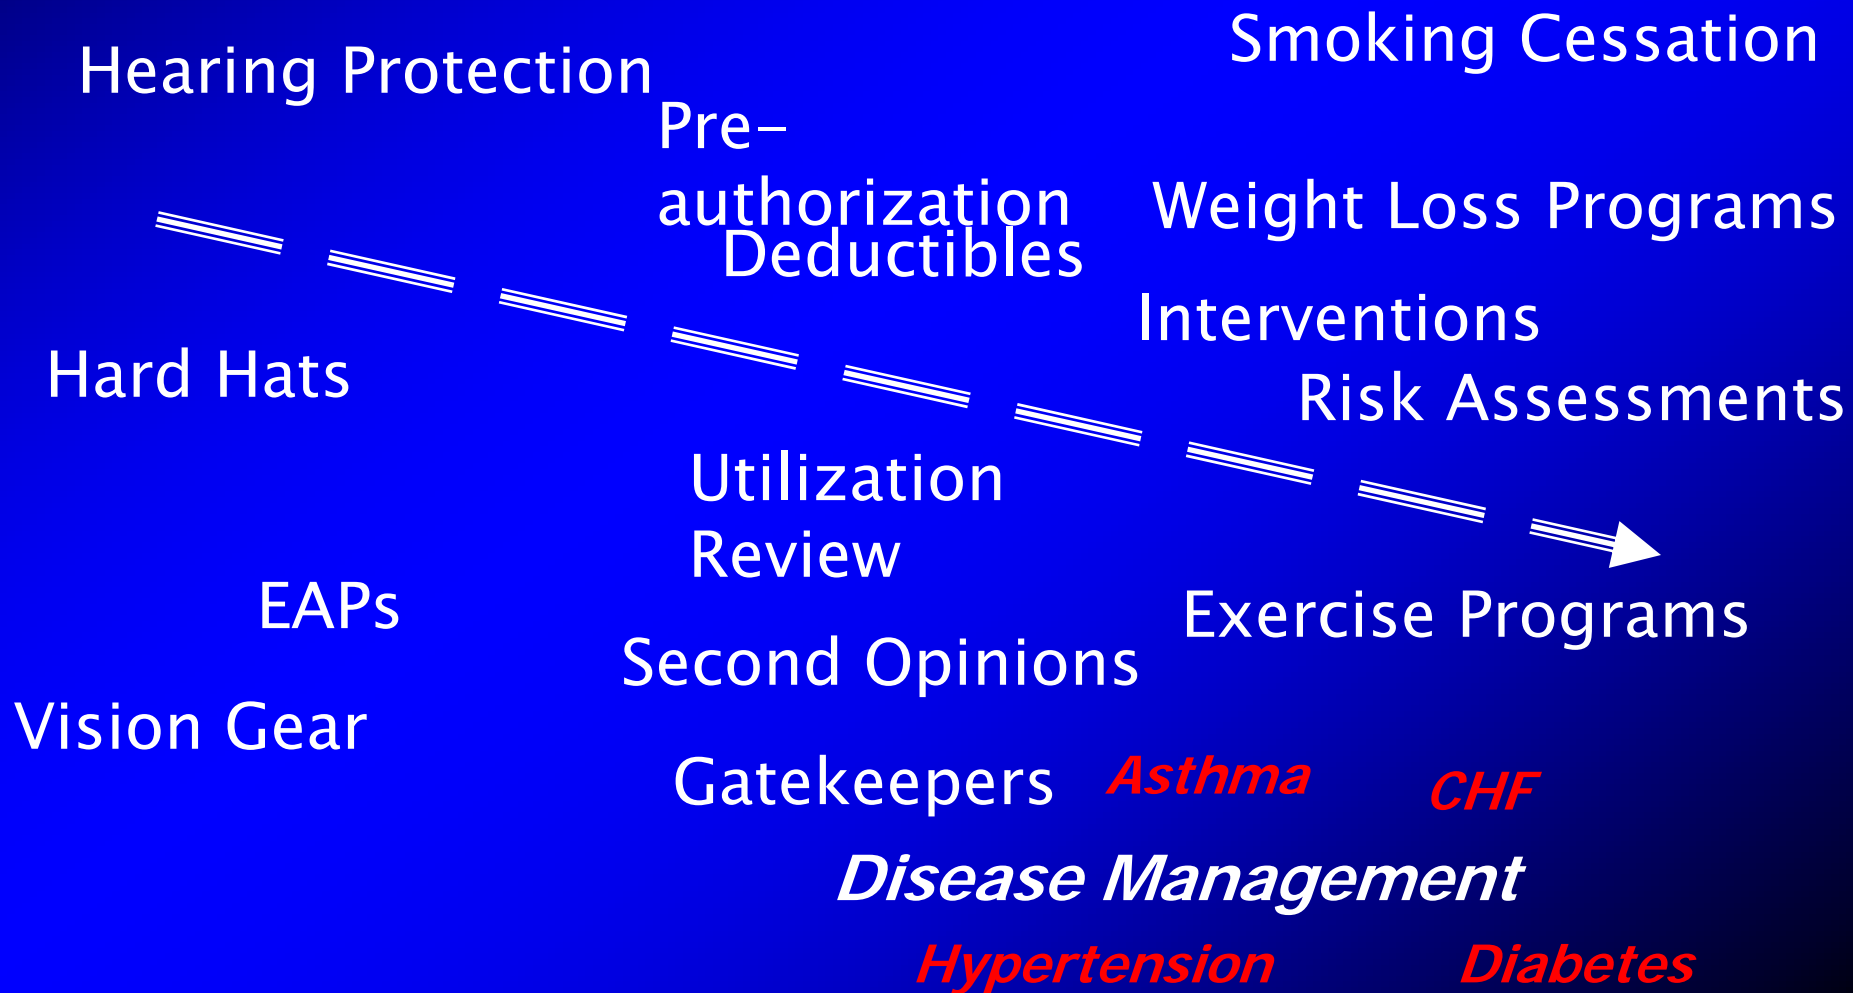 Smoking Cessation
Hearing Protection
Pre-
authorization
Weight Loss Programs
Deductibles
Interventions
Hard Hats
Risk Assessments
Utilization
Review
EAPs
Exercise Programs
Second Opinions
Vision Gear
Gatekeepers
Asthma
CHF
Disease Management
Hypertension
Diabetes